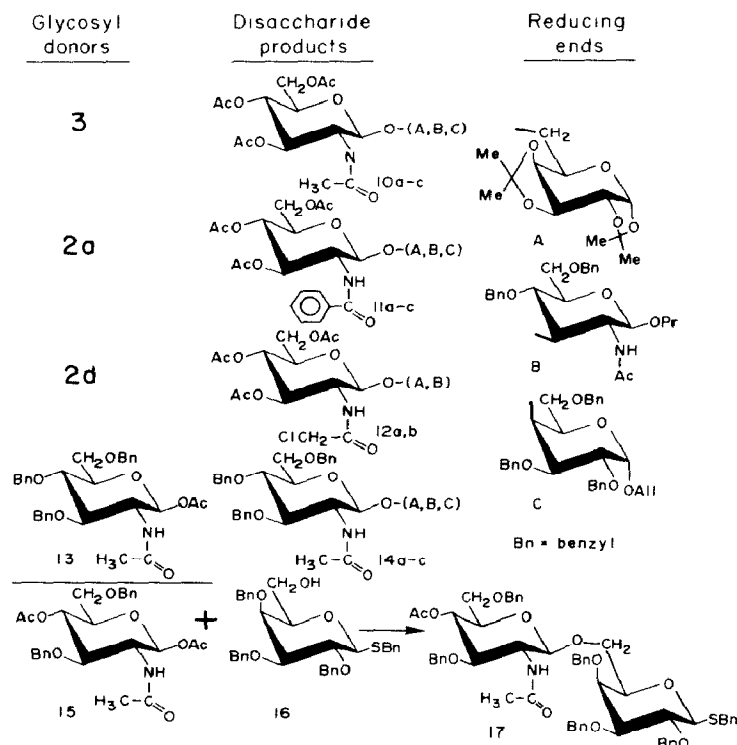 Glycosyl donors
Disaccharide products
Reducing ends
3
CH₂OAc
AcO
O
AcO
O-(A,B,C)
N
H₃C-C
O
10a-c
CH₂
Me
O
O
Me
O
O
Me
O
Me
A
2a
CH₂OAc
AcO
O
AcO
O-(A,B,C)
NH
C
O
11a-c
CH₂OBn
BnO
O
OPr
NH
Ac
B
2d
CH₂OAc
AcO
O
AcO
O-(A,B)
NH
ClCH₂-C
O
12a,b
CH₂OBn
O
BnO
BnO
OAll
C
CH₂OBn
BnO
O
BnO
OAc
NH
H₃C-C
O
13
CH₂OBn
BnO
O
BnO
O-(A,B,C)
NH
H₃C-C
O
14a-c
Bn = benzyl
CH₂OBn
AcO
O
BnO
OAc
NH
H₃C-C
O
15
+
CH₂OH
BnO
O
SBn
BnO
OBn
16
CH₂OBn
AcO
O
BnO
O-CH₂
NH
H₃C-C
O
17
BnO
O
SBn
BnO
OBn